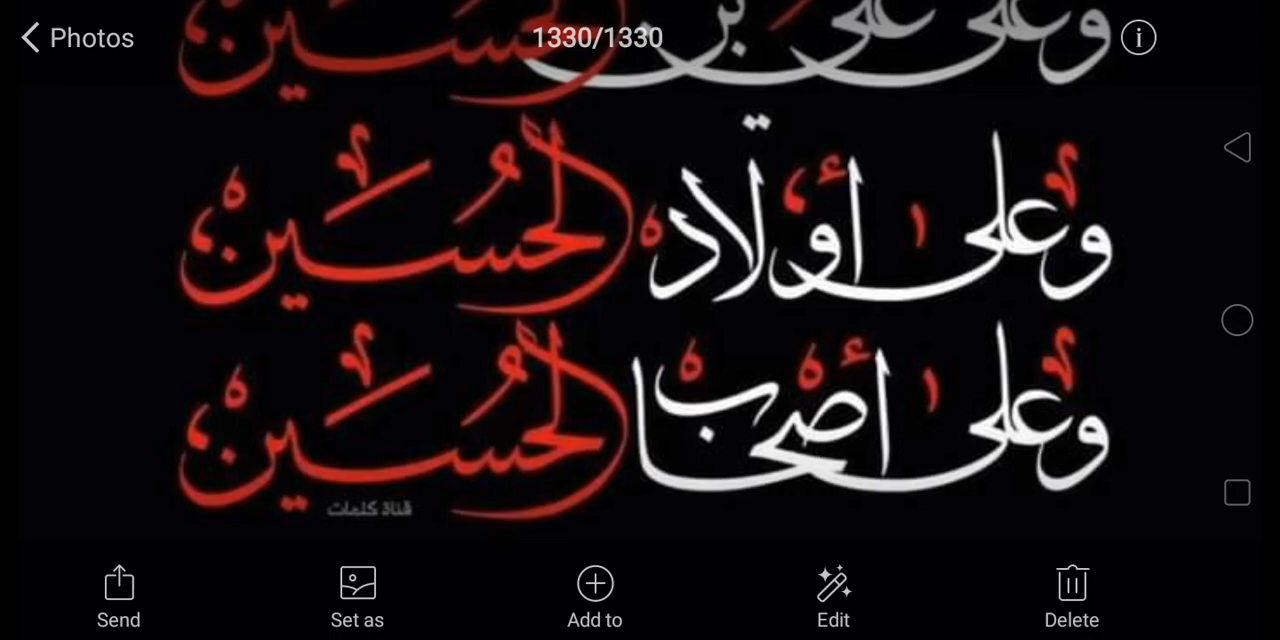 Photos
1330/1330
وعلى علي بن الحسين
وعلى أولاد الحسين
وعلى أصحاب الحسين
قناة كلمات
Send
Set as
Add to
Edit
Delete